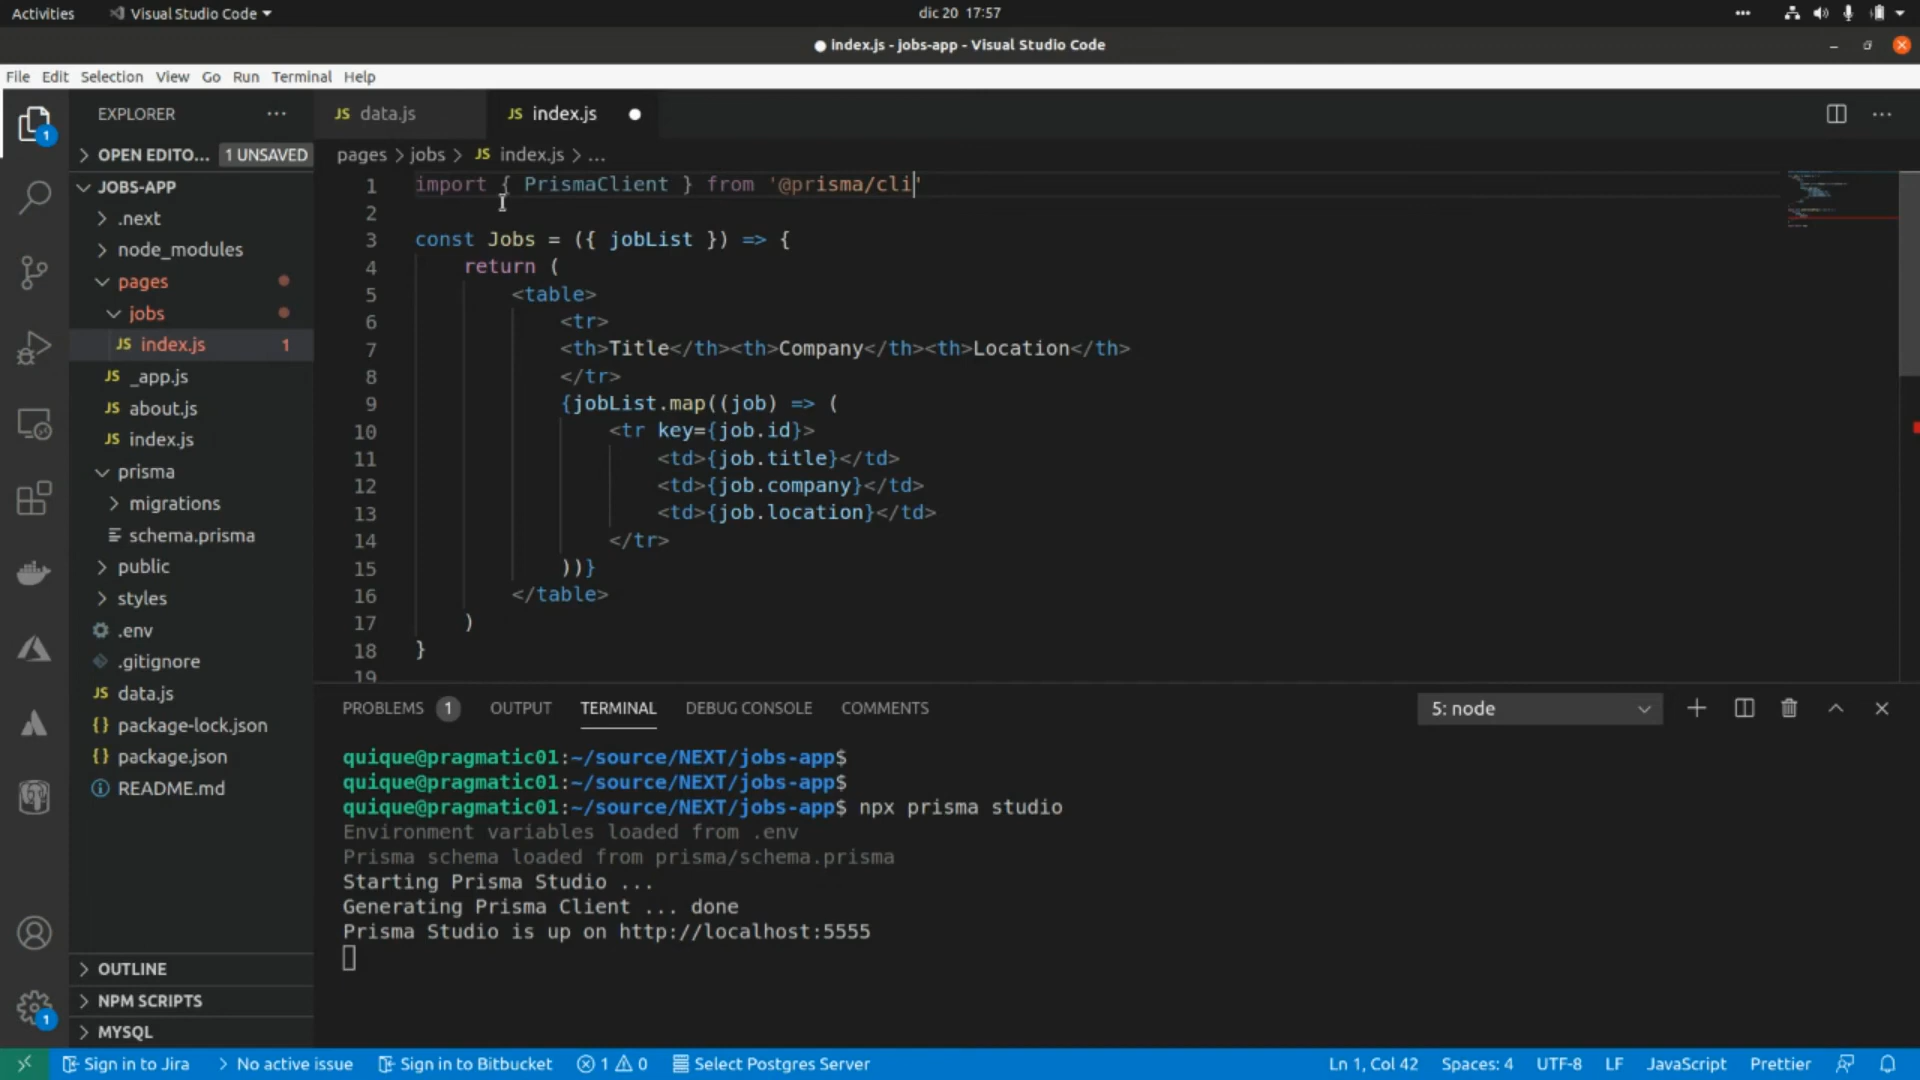 Activities
Visual Studio Code
dic 20 17:57
index.js - jobs-app - Visual Studio Code
File Edit Selection View Go Run Terminal Help
EXPLORER
JS data.js
JS index.js
OPEN EDITO... 1 UNSAVED
pages > jobs > JS index.js > ...
JOBS-APP
.next
node_modules
pages
jobs
JS index.js 1
JS _app.js
JS about.js
JS index.js
prisma
migrations
schema.prisma
public
styles
.env
.gitignore
JS data.js
{} package-lock.json
{} package.json
README.md
OUTLINE
NPM SCRIPTS
MYSQL
1
1
1 import { PrismaClient } from '@prisma/cli'
2
3 const Jobs = ({ jobList }) => {
4 return (
5 <table>
6 <tr>
7 <th>Title</th><th>Company</th><th>Location</th>
8 </tr>
9 {jobList.map((job) => (
10 <tr key={job.id}>
11 <td>{job.title}</td>
12 <td>{job.company}</td>
13 <td>{job.location}</td>
14 </tr>
15 ))}
16 </table>
17 )
18 }
19
PROBLEMS 1 OUTPUT TERMINAL DEBUG CONSOLE COMMENTS
5: node
quique@pragmatic01:~/source/NEXT/jobs-app$
quique@pragmatic01:~/source/NEXT/jobs-app$
quique@pragmatic01:~/source/NEXT/jobs-app$ npx prisma studio
Environment variables loaded from .env
Prisma schema loaded from prisma/schema.prisma
Starting Prisma Studio ...
Generating Prisma Client ... done
Prisma Studio is up on http://localhost:5555
Sign in to Jira
No active issue
Sign in to Bitbucket
1 0
Select Postgres Server
Ln 1, Col 42
Spaces: 4
UTF-8
LF
JavaScript
Prettier